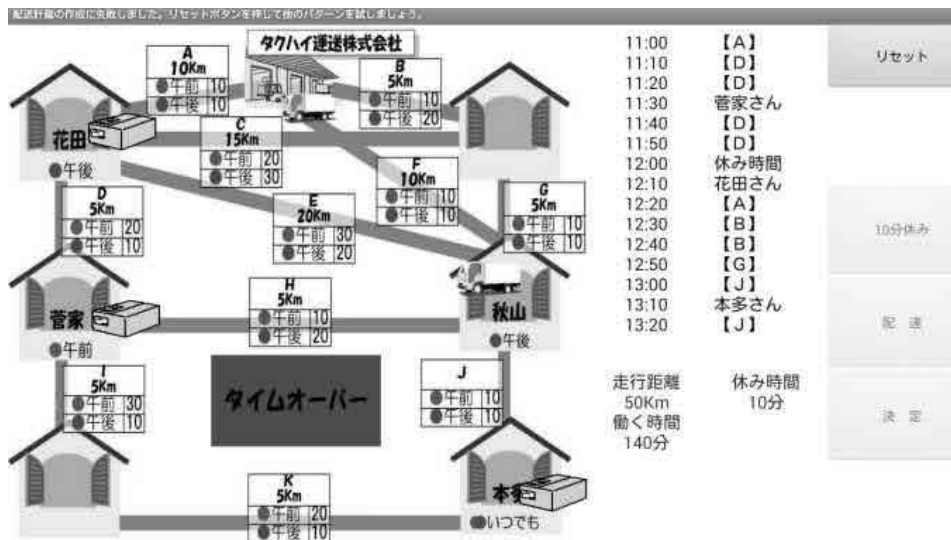 配送計画の作成に失敗しました。リセットボタンを押して他のパターンを試しましょう。
タクハイ運送株式会社
A
10Km
午前 10
午後 10
B
5Km
午前 10
午後 20
花田
午後
C
15Km
午前 20
午後 30
F
10Km
午前 10
午後 10
D
5Km
午前 20
午後 10
E
20Km
午前 30
午後 20
G
5Km
午前 10
午後 10
菅家
午前
H
5Km
午前 10
午後 20
秋山
午後
I
5Km
午前 30
午後 10
タイムオーバー
J
午前 10
午後 10
K
5Km
午前 20
午後 10
本多
いつでも
11:00 【A】
11:10 【D】
11:20 【D】
11:30 菅家さん
11:40 【D】
11:50 【D】
12:00 休み時間
12:10 花田さん
12:20 【A】
12:30 【B】
12:40 【B】
12:50 【G】
13:00 【J】
13:10 本多さん
13:20 【J】
走行距離 休み時間
50Km 10分
働く時間
140分
リセット
10分休み
配 達
決 定